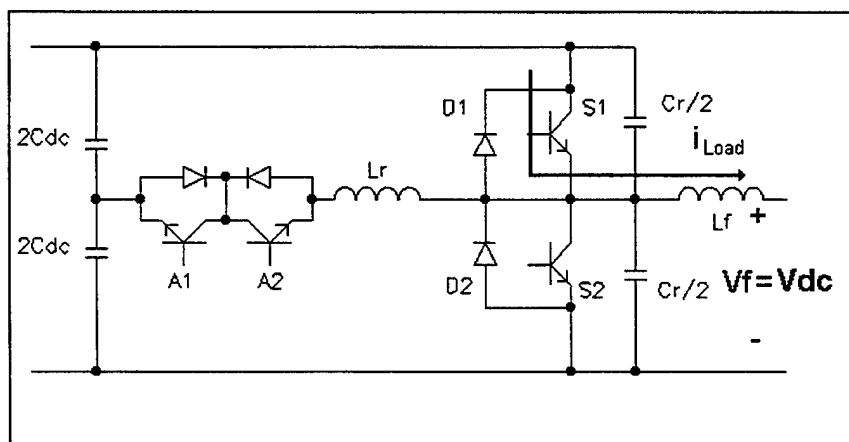 D1
S1
Cr/2
2Cdc
iLoad
Lr
Lf
+
2Cdc
A1
A2
D2
S2
Cr/2
Vf=Vdc
-